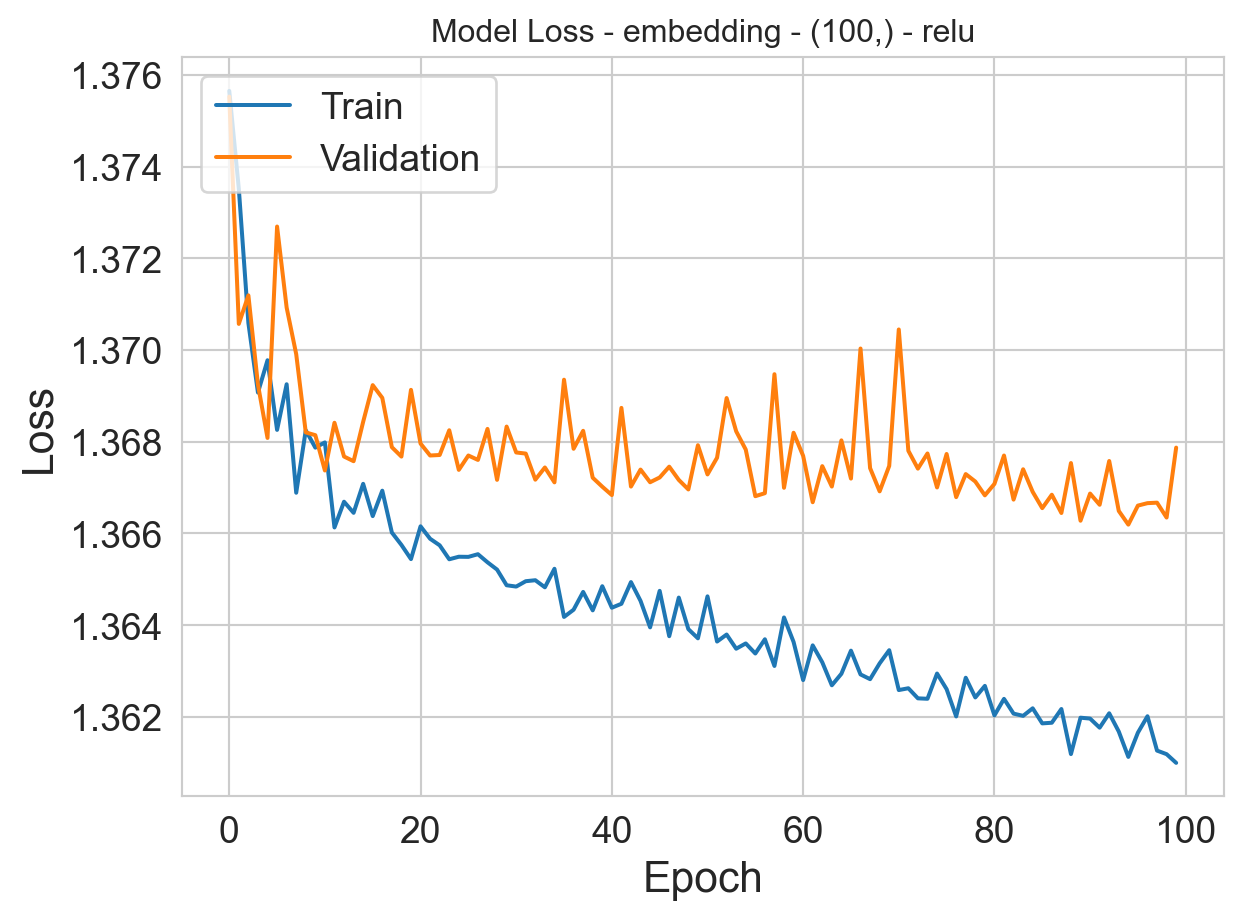 Model Loss - embedding - (100,) - relu
1.376
1.374
1.372
1.370
1.368
1.366
1.364
1.362
Loss
Train
Validation
0 20 40 60 80 100
Epoch